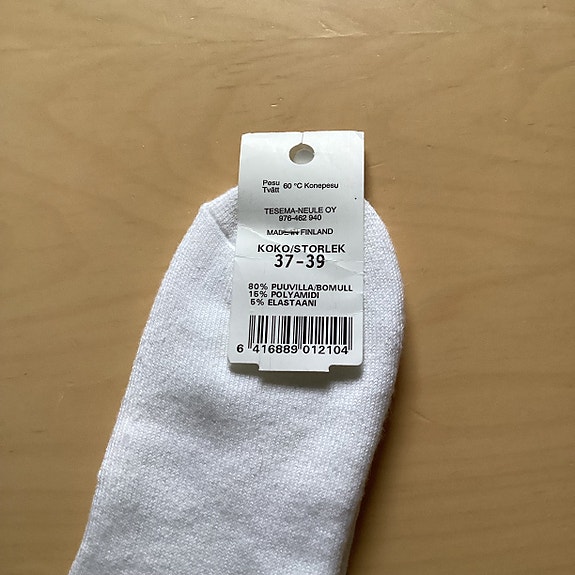 Pesu 60 °C Konepesu
Tvätt
TESEMA-NEULE OY
976-462 940
MADE IN FINLAND
KOKO/STORLEK
37-39
80% PUUVILLA/BOMULL
15% POLYAMIDI
5% ELASTAANI
6 416889 012104